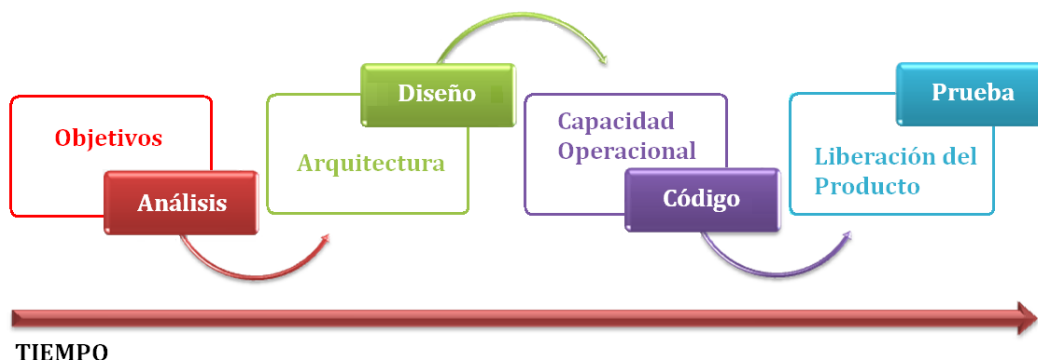 Objetivos
Análisis
Diseño
Arquitectura
Capacidad
Operacional
Código
Prueba
Liberación del
Producto
TIEMPO